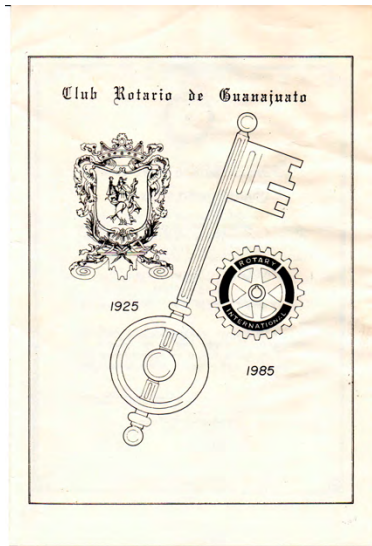 Club Rotario de Guanajuato
1925
ROTARY
INTERNATIONAL
1985